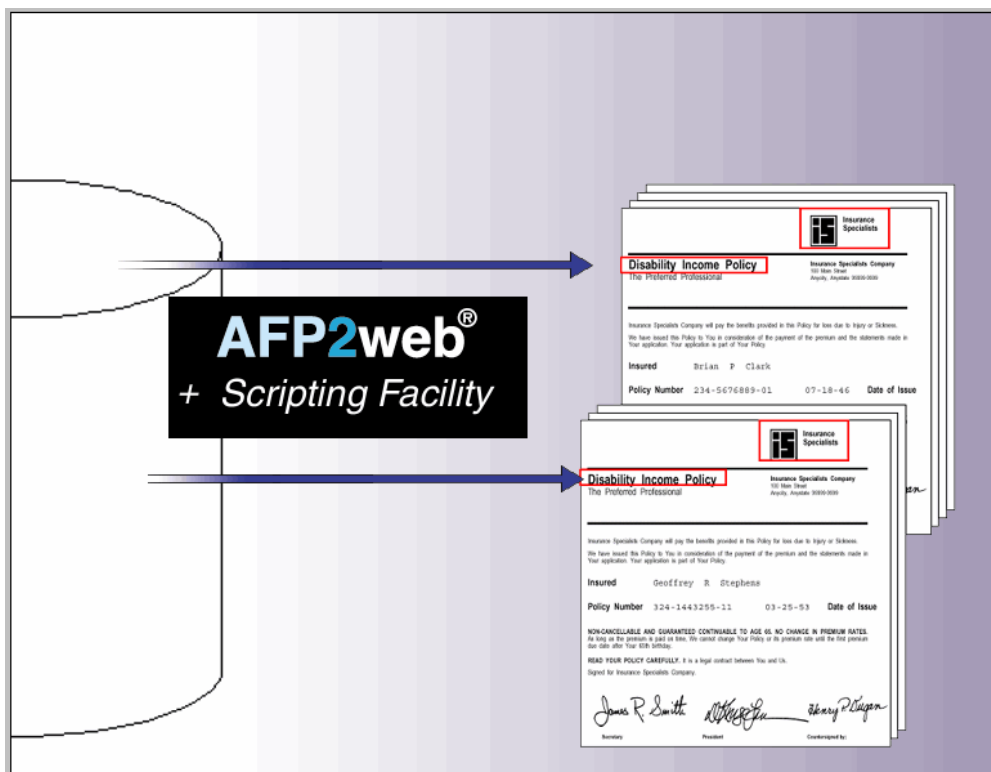 AFP2web®
+ Scripting Facility
iS
Insurance
Specialists
Disability Income Policy
The Preferred Professional
Insurance Specialists Company
100 Main Street
Anycity, Anystate 99999-9999
Insurance Specialists Company will pay the benefits provided in this Policy for loss due to Injury or Sickness.
We have issued this Policy to You in consideration of the payment of the premium and the statements made in
Your application. Your application is part of Your Policy.
Insured Brian P Clark
Policy Number 234-5676889-01 07-18-46 Date of Issue
iS
Insurance
Specialists
Disability Income Policy
The Preferred Professional
Insurance Specialists Company
100 Main Street
Anycity, Anystate 99999-9999
Insurance Specialists Company will pay the benefits provided in this Policy for loss due to Injury or Sickness.
We have issued this Policy to You in consideration of the payment of the premium and the statements made in
Your application. Your application is part of Your Policy.
Insured Geoffrey R Stephens
Policy Number 324-1443255-11 03-25-53 Date of Issue
NON-CANCELLABLE AND GUARANTEED CONTINUABLE TO AGE 65. NO CHANGE IN PREMIUM RATES.
As long as the premium is paid on time, We cannot change Your Policy or its premium rate until the first premium
due date after Your 65th birthday.
READ YOUR POLICY CAREFULLY. It is a legal contract between You and Us.
Signed for Insurance Specialists Company.
James R. Smith Henry P. Dugan
Secretary President Countersigned by: